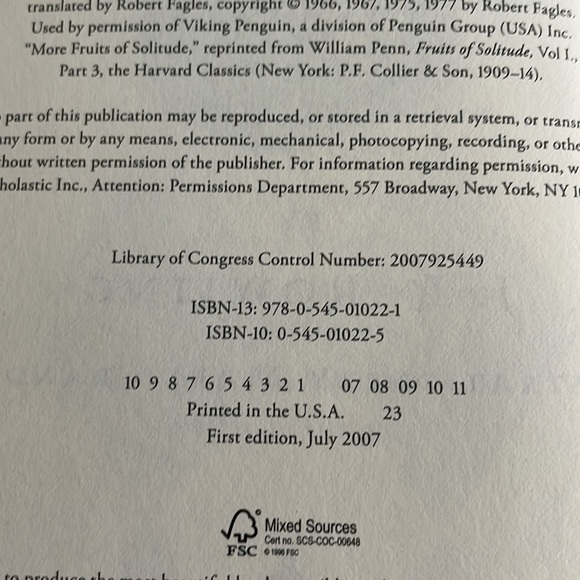 translated by Robert Fagles, copyright © 1966, 1967, 1975, 1977 by Robert Fagles.
Used by permission of Viking Penguin, a division of Penguin Group (USA) Inc.
“More Fruits of Solitude,” reprinted from William Penn, Fruits of Solitude, Vol I.,
Part 3, the Harvard Classics (New York: P.F. Collier & Son, 1909–14).
part of this publication may be reproduced, or stored in a retrieval system, or
any form or by any means, electronic, mechanical, photocopying, recording, or
written permission of the publisher. For information regarding permission,
Inc., Attention: Permissions Department, 557 Broadway, New York, NY
Library of Congress Control Number: 2007925449
ISBN-13: 978-0-545-01022-1
ISBN-10: 0-545-01022-5
10 9 8 7 6 5 4 3 2 1 07 08 09 10 11
Printed in the U.S.A. 23
First edition, July 2007
Mixed Sources
Cert no. SCS-COC-00648
FSC © 1996 FSC